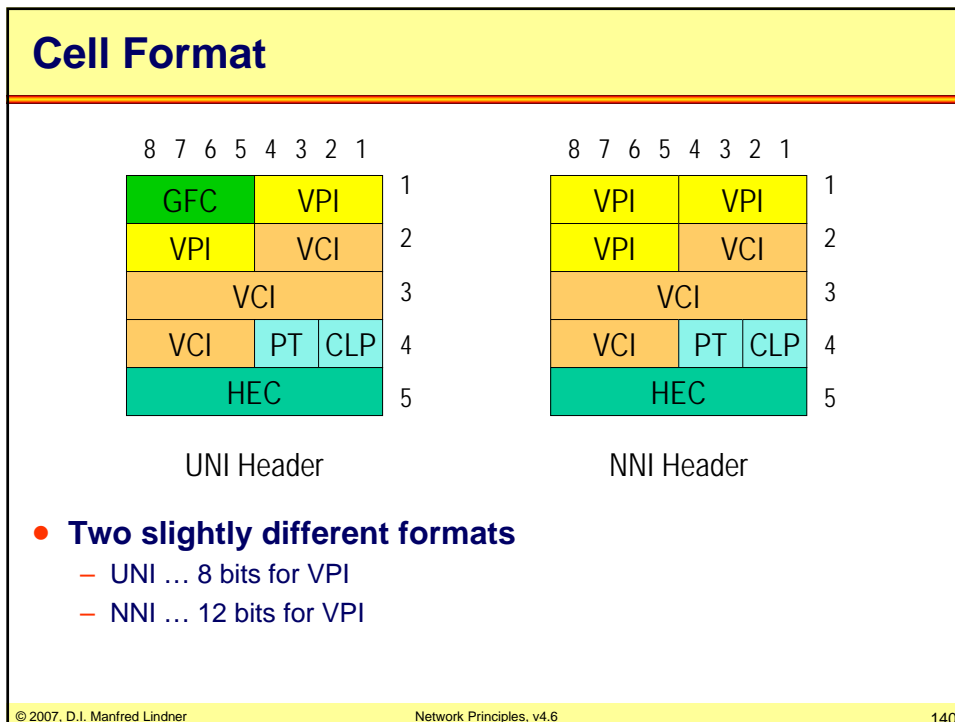 Cell Format
8 7 6 5 4 3 2 1 8 7 6 5 4 3 2 1
GFC VPI 1 VPI VPI 1
VPI VCI 2 VPI VCI 2
VCI 3 VCI 3
VCI PT CLP 4 VCI PT CLP 4
HEC 5 HEC 5
UNI Header NNI Header
• Two slightly different formats
– UNI … 8 bits for VPI
– NNI … 12 bits for VPI
© 2007, D.I. Manfred Lindner Network Principles, v4.6 140